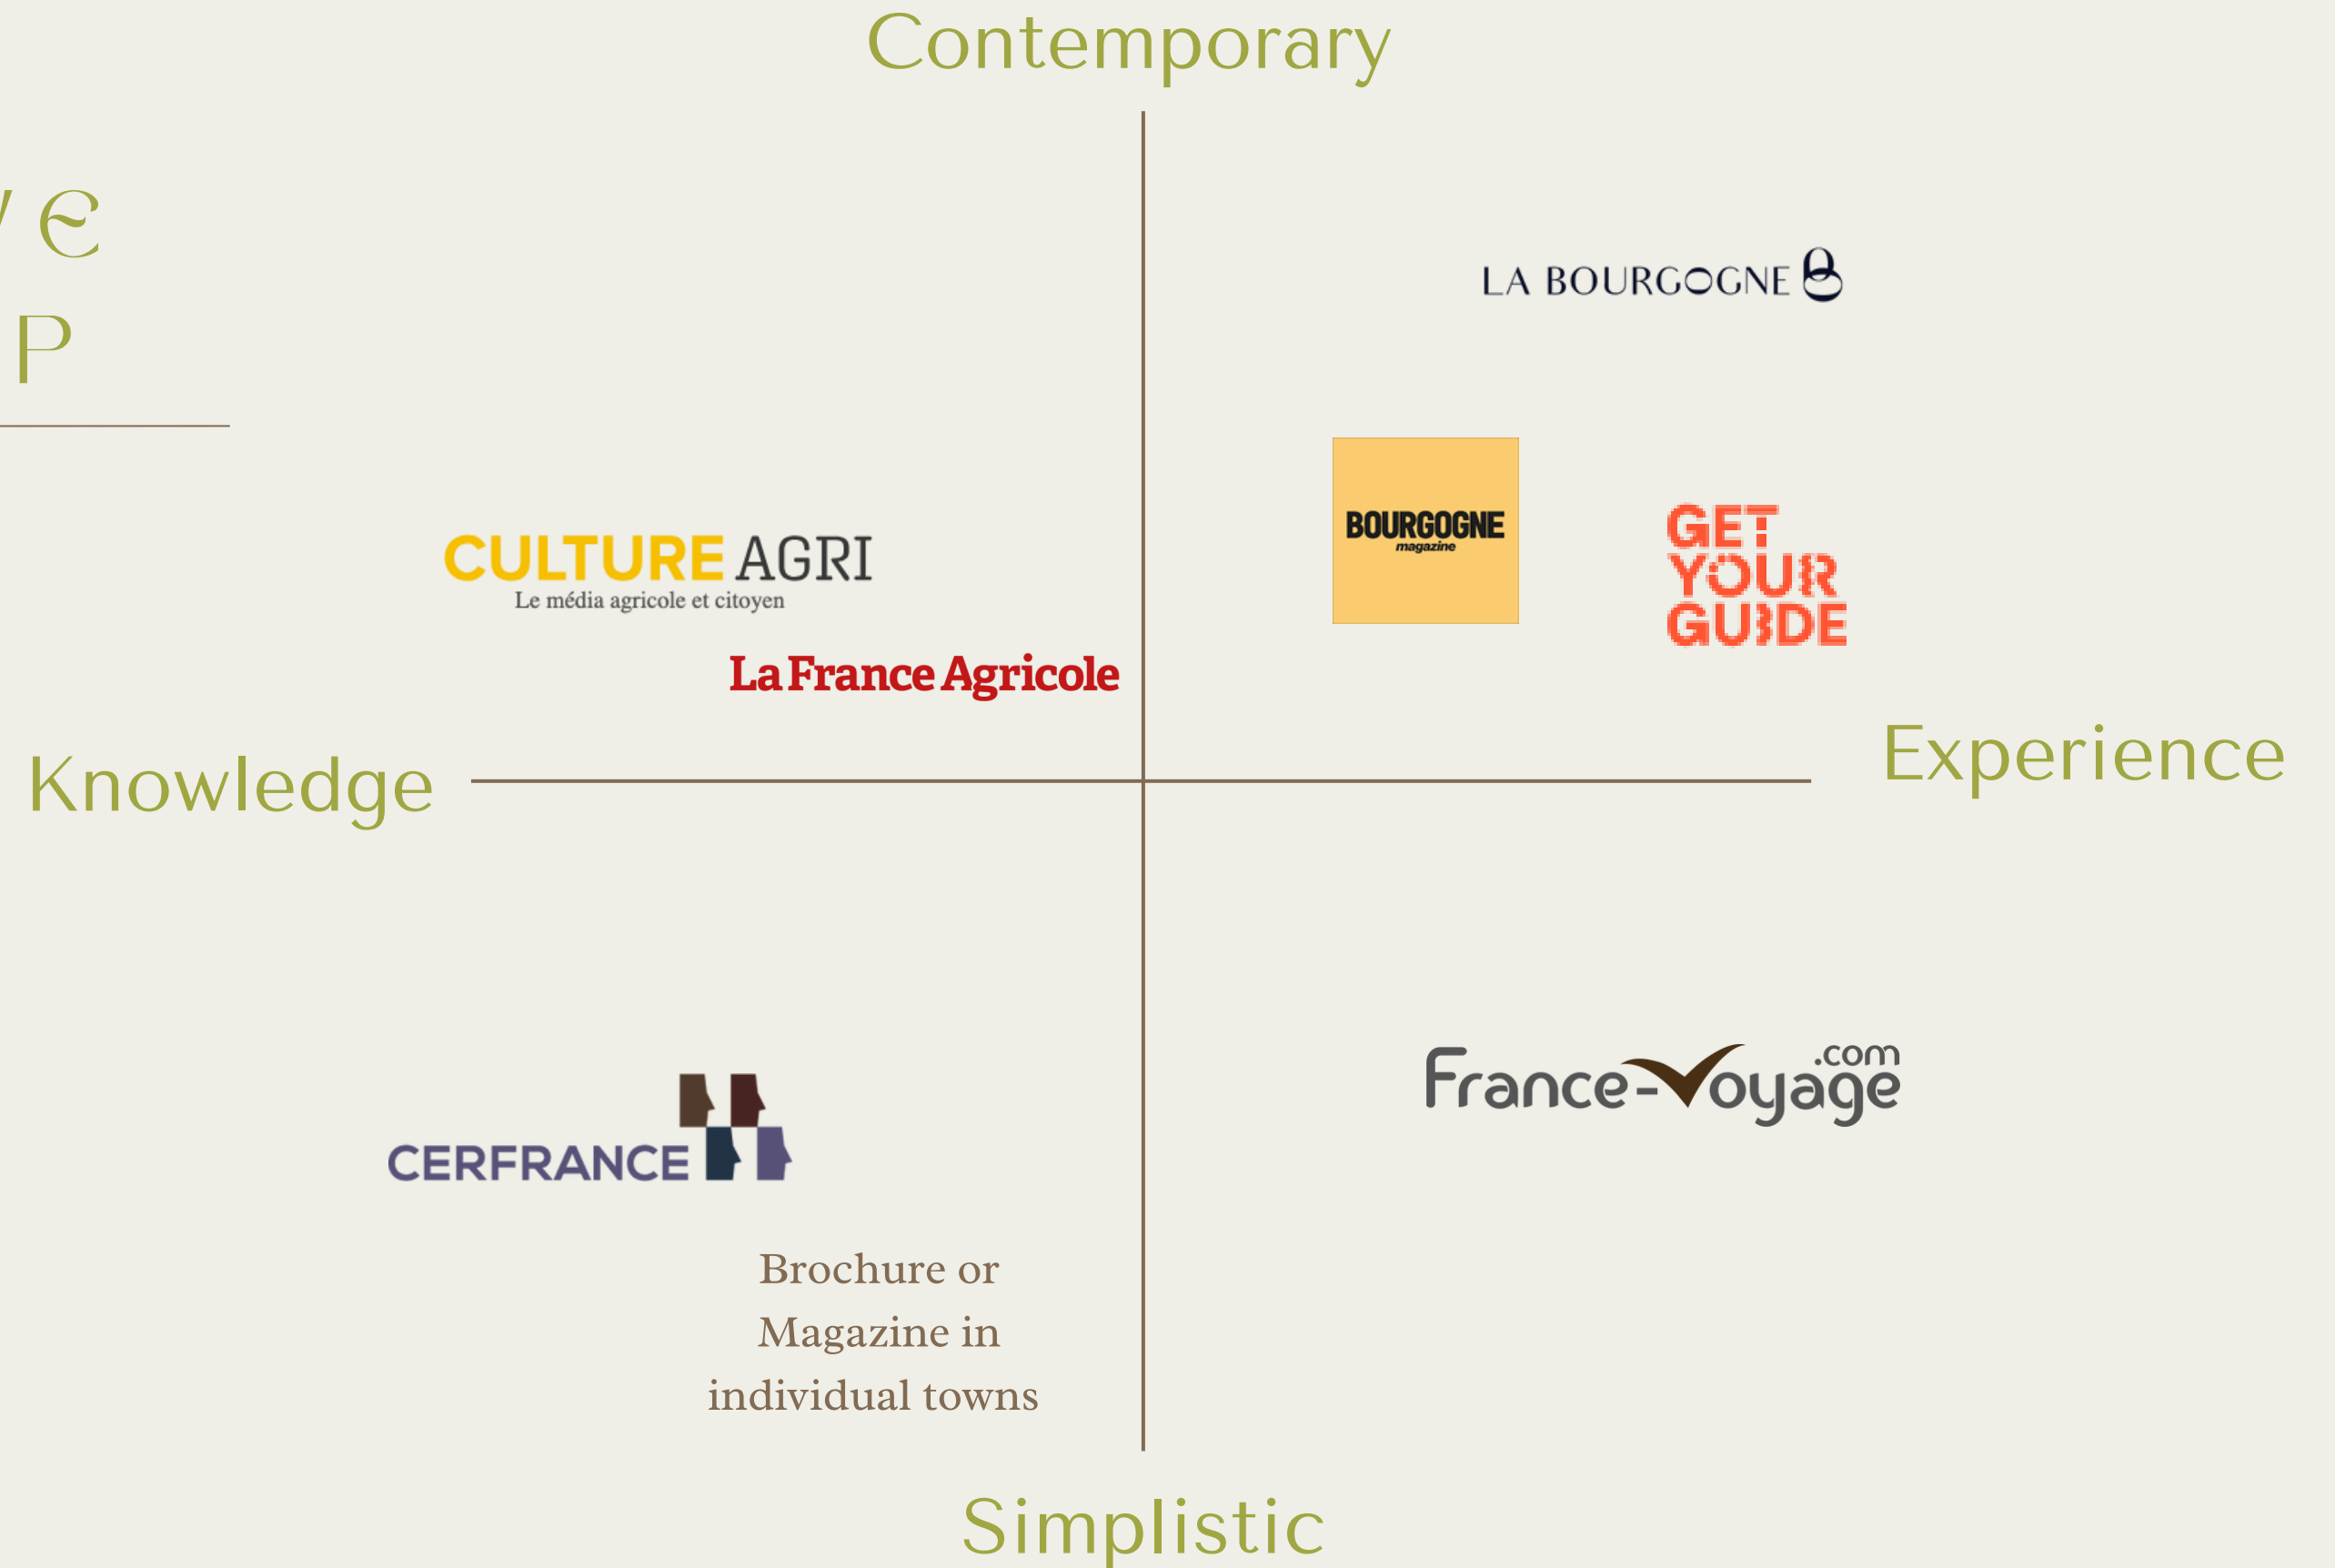 Contemporary
VE
P
LA BOURGOGNE
BOURGOGNE
magazine
GET
YOUR
GUIDE
CULTURE AGRI
Le média agricole et citoyen
La France Agricole
Knowledge
Experience
France-Voyage.com
CERFRANCE
Brochure or
Magazine in
individual towns
Simplistic